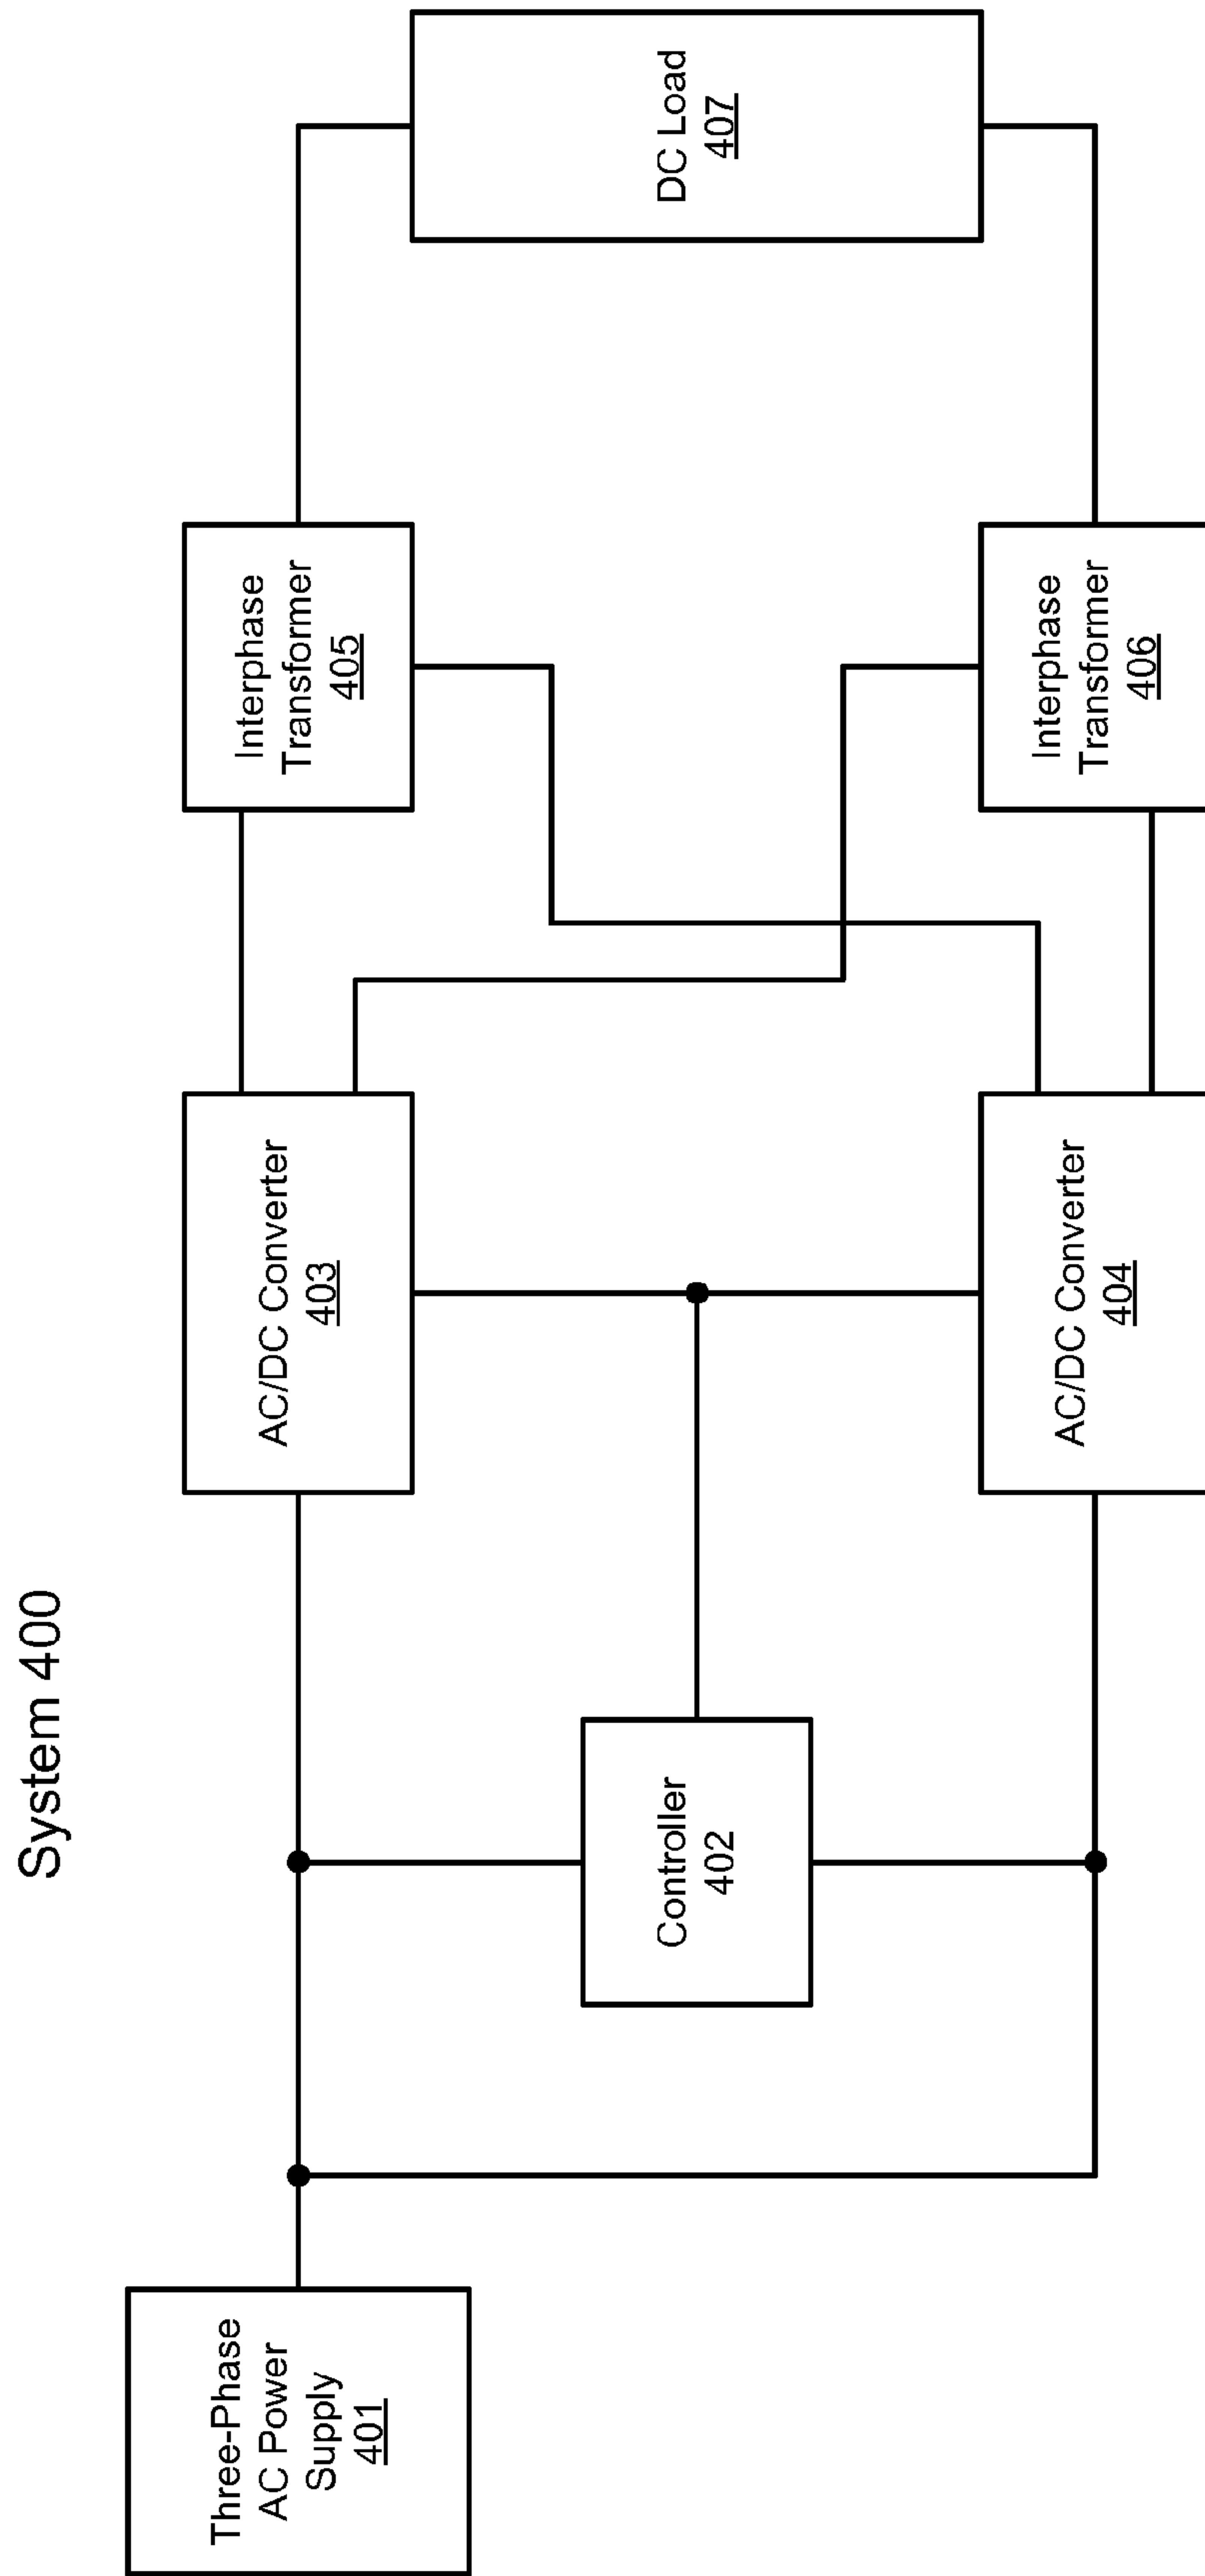 System 400
Three-Phase
AC Power
Supply
401
Controller
402
AC/DC Converter
403
AC/DC Converter
404
Interphase
Transformer
405
Interphase
Transformer
406
DC Load
407